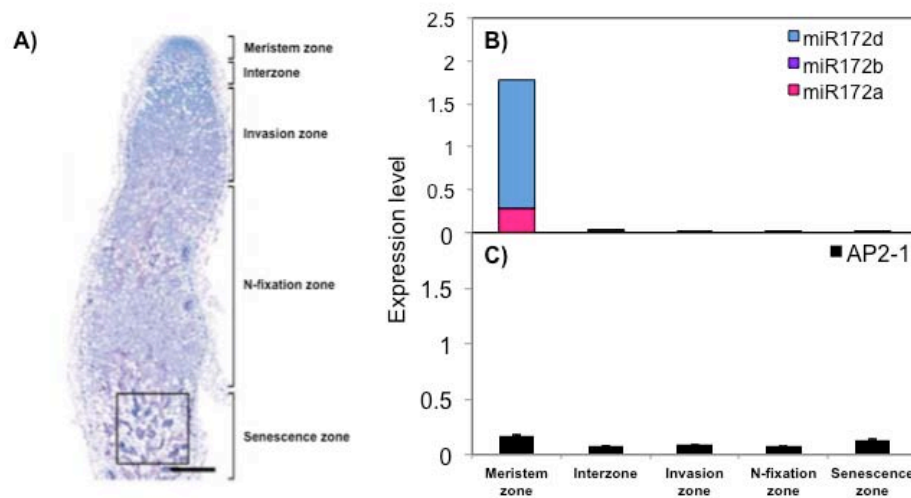 A)
Meristem zone
Interzone
Invasion zone
N-fixation zone
Senescence zone
Expression level
B)
2.5
2
1.5
1
0.5
0
miR172d
miR172b
miR172a
C)
1.5
1
0.5
0
AP2-1
Meristem zone
Interzone
Invasion zone
N-fixation zone
Senescence zone